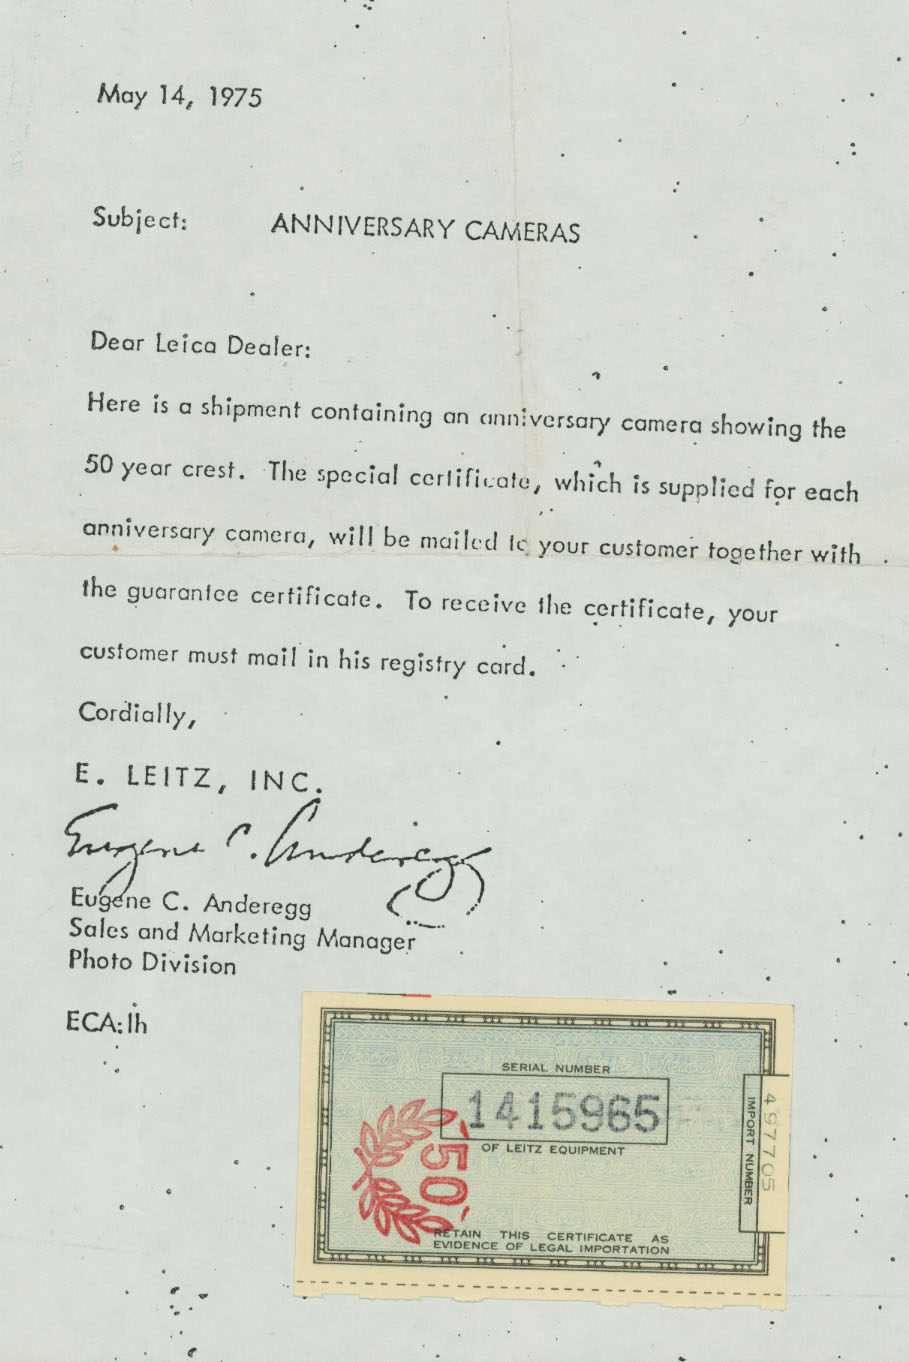 May 14, 1975
Subject: ANNIVERSARY CAMERAS
Dear Leica Dealer:
Here is a shipment containing an anniversary camera showing the
50 year crest. The special certificate, which is supplied for each
anniversary camera, will be mailed to your customer together with
the guarantee certificate. To receive the certificate, your
customer must mail in his registry card.
Cordially,
E. LEITZ, INC.
Eugene C. Anderegg
Eugene C. Anderegg
Sales and Marketing Manager
Photo Division
ECA:lh
SERIAL NUMBER
1415965
OF LEITZ EQUIPMENT
50
RETAIN THIS CERTIFICATE AS
EVIDENCE OF LEGAL IMPORTATION
IMPORT NUMBER
497705